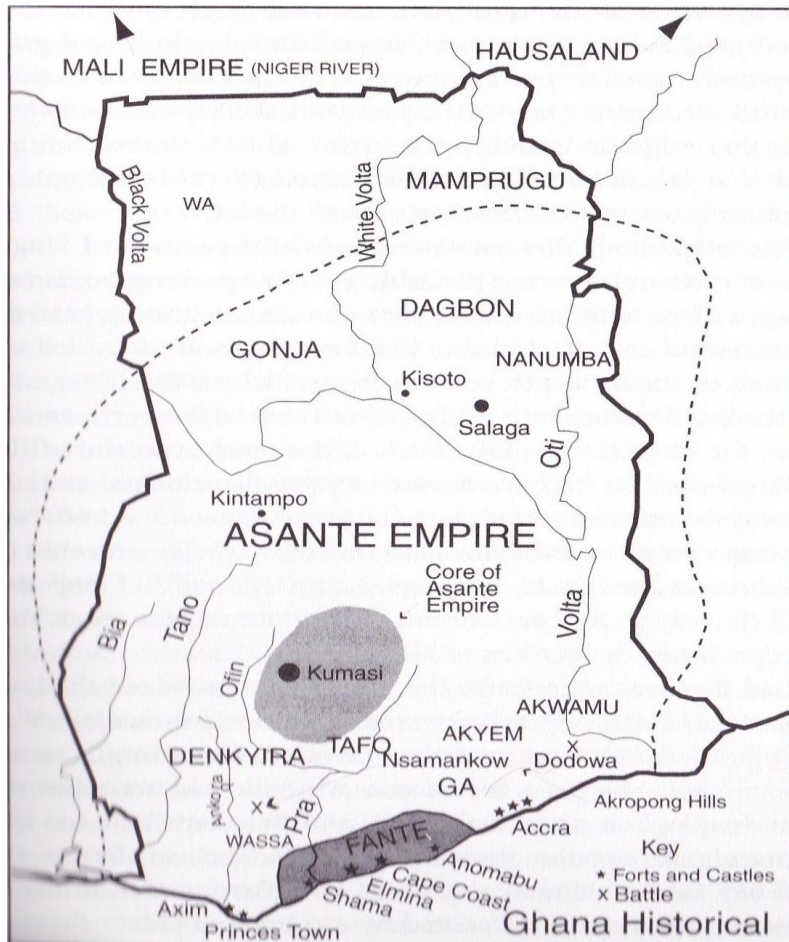 MALI EMPIRE (NIGER RIVER)
HAUSALAND
Black Volta
WA
White Volta
MAMPRUGU
DAGBON
GONJA
NANUMBA
Kisoto
Salaga
Oti
Kintampo
ASANTE EMPIRE
Core of
Asante
Empire
Bia
Tano
Ofin
Volta
Kumasi
AKWAMU
TAFO
AKYEM
DENKYIRA
Nsamankow
Dodowa
GA
Ankobra
Pra
WASSA
FANTE
Accra
Akropong Hills
Anomabu
Cape Coast
Elmina
Shama
Axim
Princes Town
Key
★ Forts and Castles
X Battle
Ghana Historical